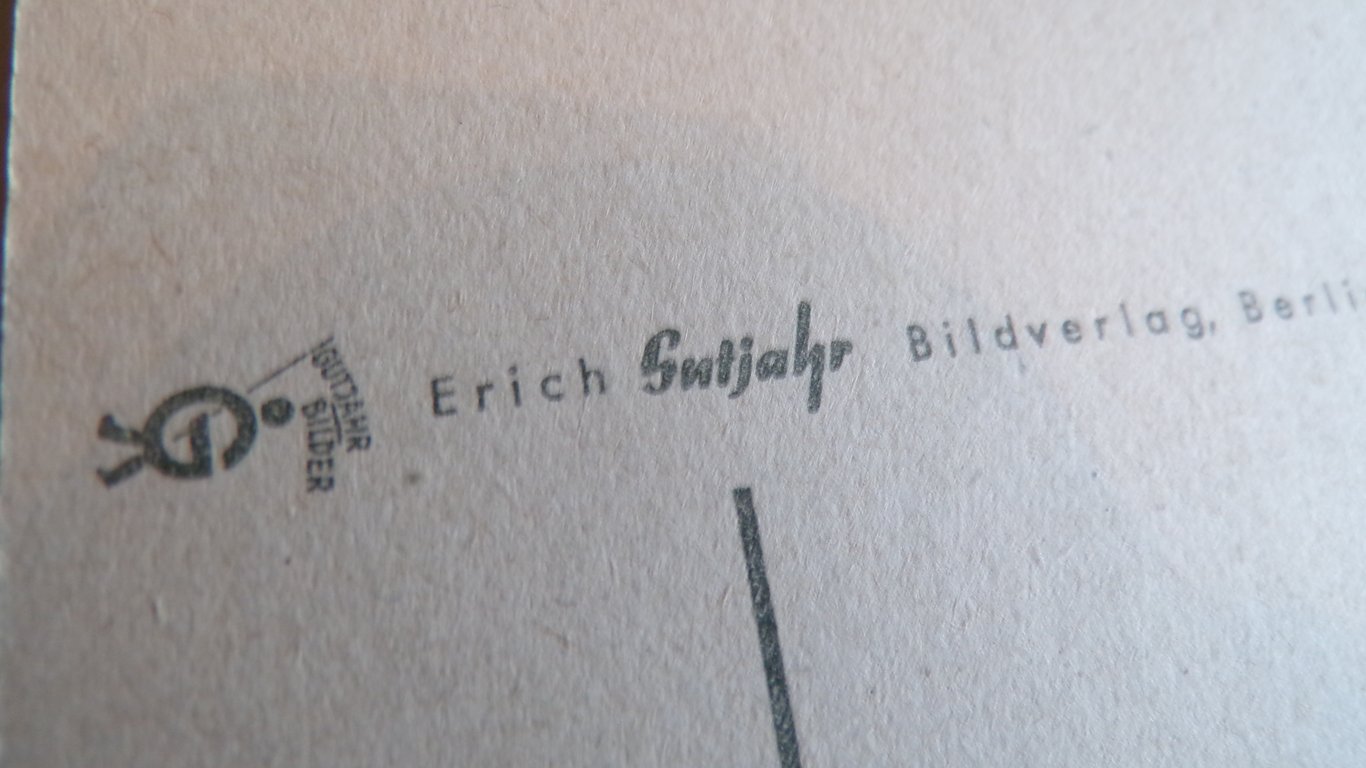 GUTJAHR
BILDER
G
Erich Gutjahr Bildverlag, Berli